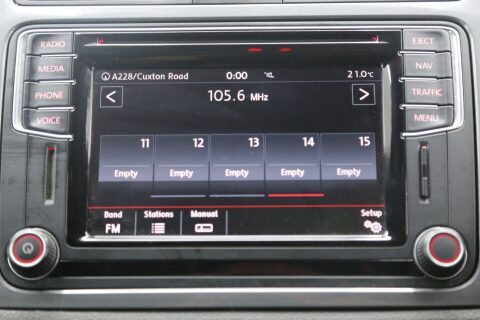 RADIO
MEDIA
PHONE
VOICE
EJECT
NAV
TRAFFIC
MENU
A228/Cuxton Road 0:00 21.0°C
< 105.6 MHz >
11 12 13 14 15
Empty Empty Empty Empty Empty
Band Stations Manual Setup
FM